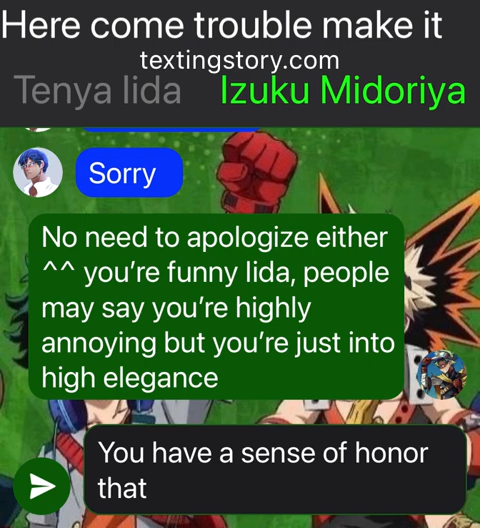 Here come trouble make it
textingstory.com
Tenya Iida
Izuku Midoriya
Sorry
No need to apologize either
^^ you’re funny Iida, people
may say you’re highly
annoying but you’re just into
high elegance
You have a sense of honor
that